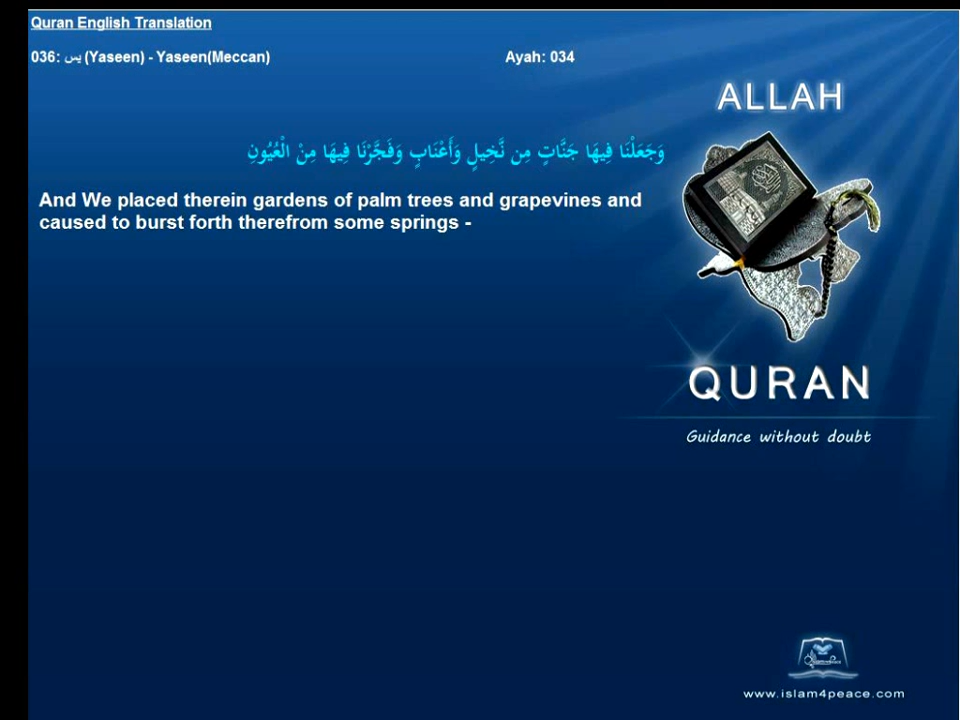 Quran English Translation
036: يس (Yaseen) - Yaseen(Meccan) Ayah: 034
ALLAH
وَجَعَلْنَا فِيهَا جَنَّاتٍ مِن نَّخِيلٍ وَأَعْنَابٍ وَفَجَّرْنَا فِيهَا مِنْ الْعُيُونِ
And We placed therein gardens of palm trees and grapevines and
caused to burst forth therefrom some springs -
QURAN
Guidance without doubt
www.islam4peace.com